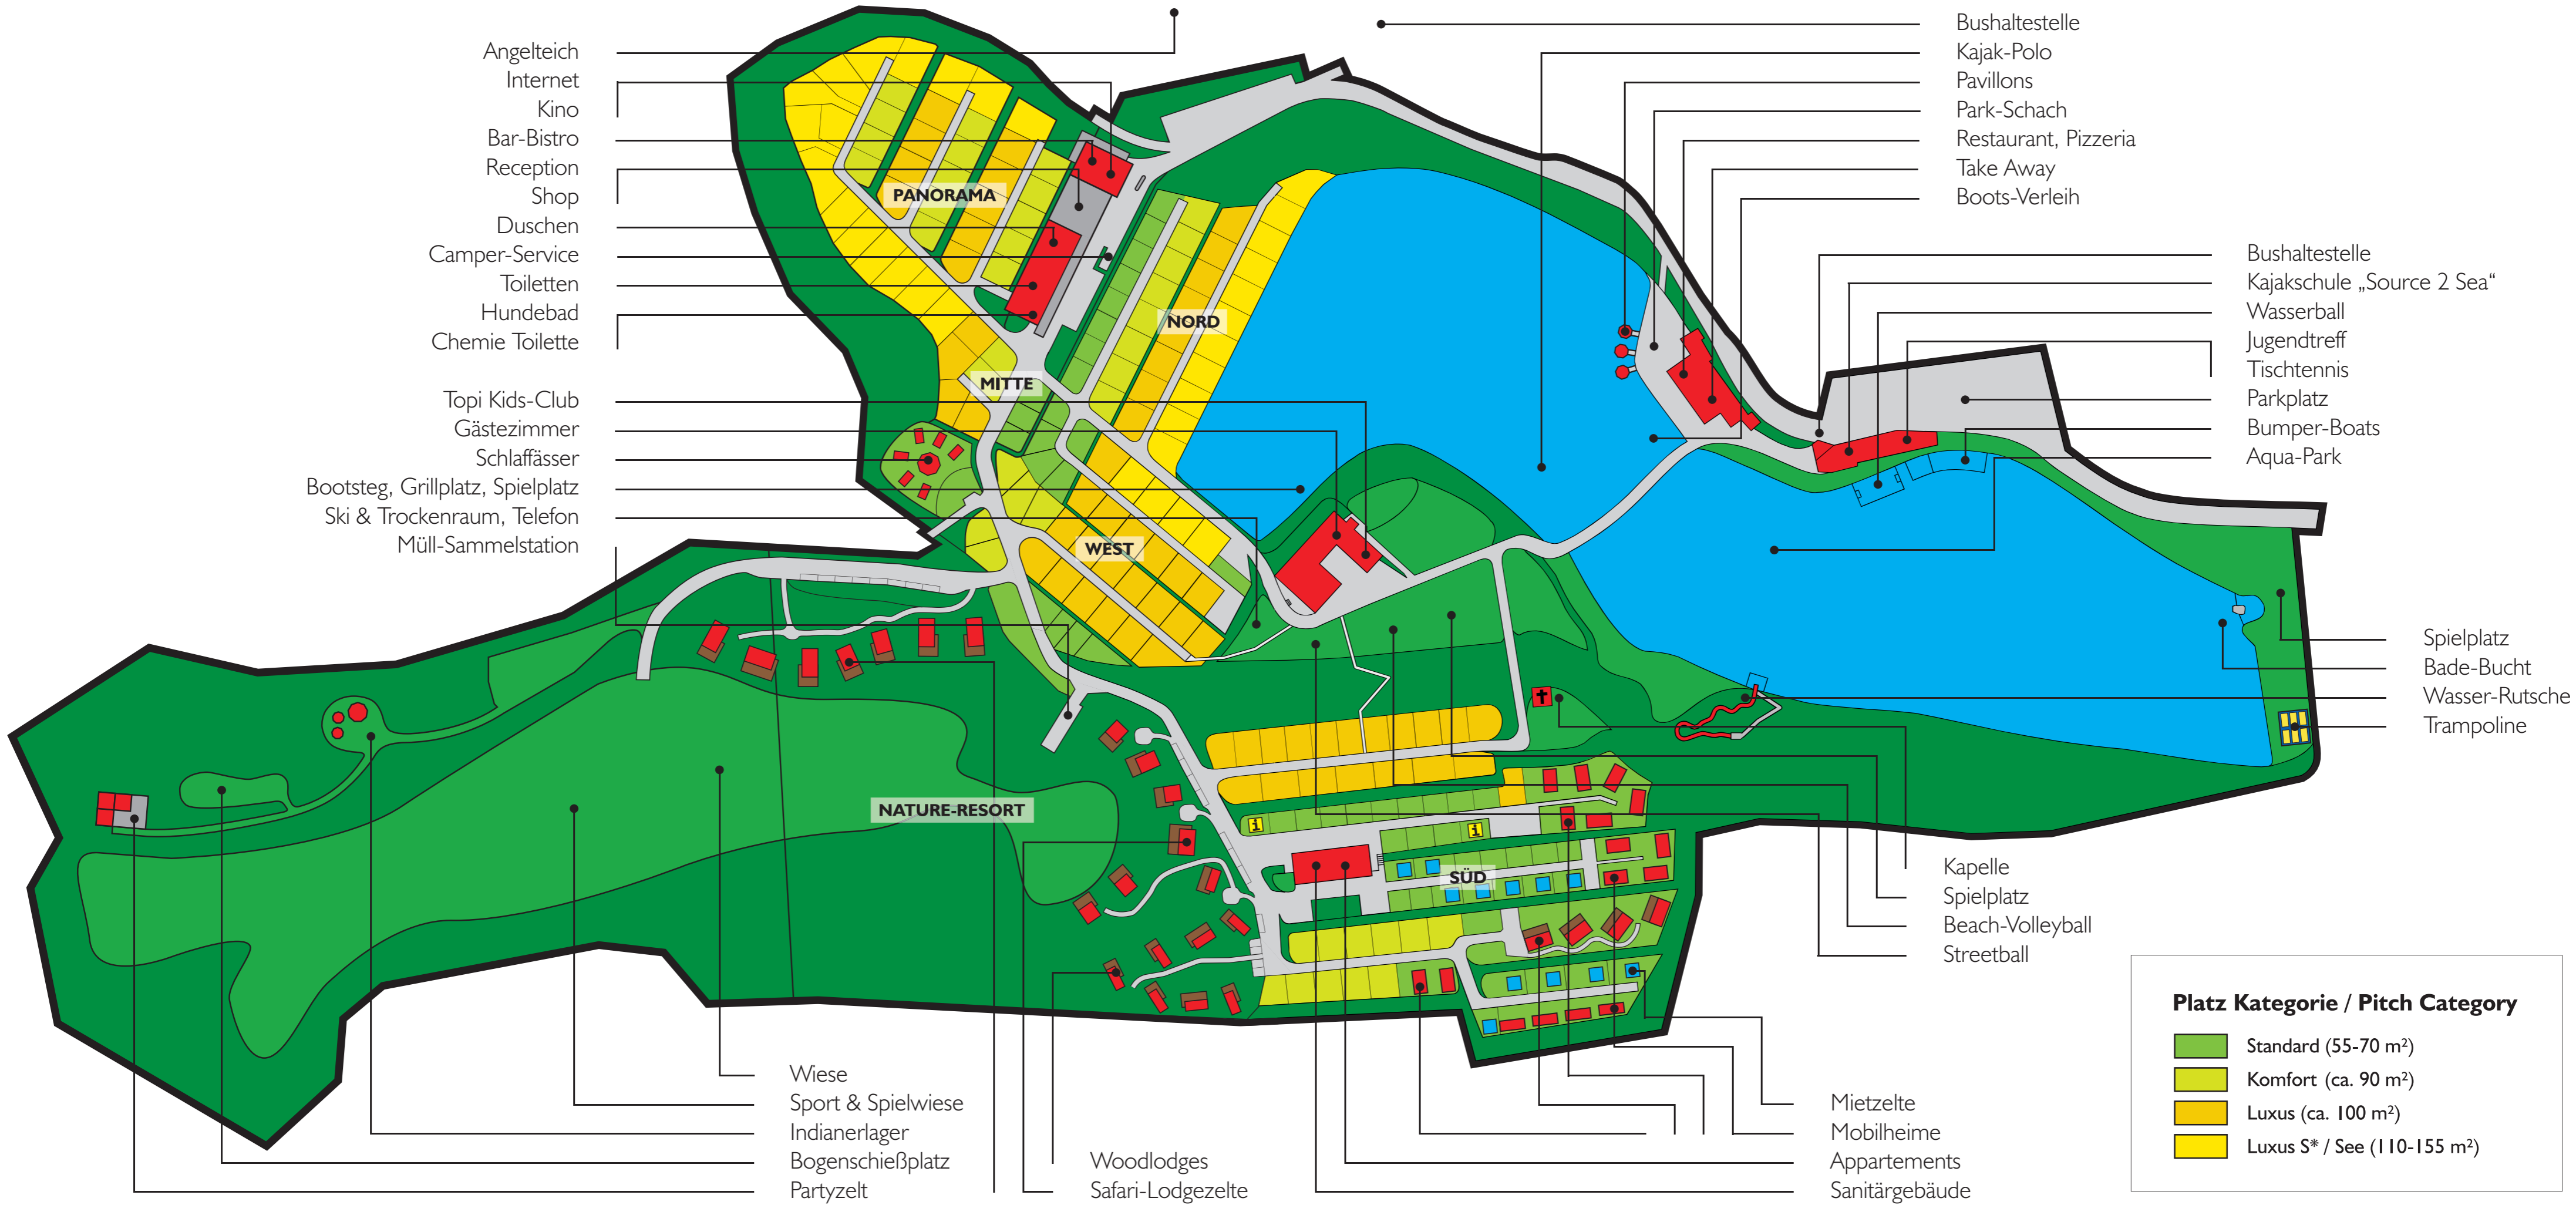 Angelteich
Internet
Kino
Bar-Bistro
Reception
Shop
Duschen
Camper-Service
Toiletten
Hundebad
Chemie Toilette
Topi Kids-Club
Gästezimmer
Schlaffässer
Bootsteg, Grillplatz, Spielplatz
Ski & Trockenraum, Telefon
Müll-Sammelstation
Bushaltestelle
Kajak-Polo
Pavillons
Park-Schach
Restaurant, Pizzeria
Take Away
Boots-Verleih
Bushaltestelle
Kajakschule „Source 2 Sea“
Wasserball
Jugendtreff
Tischtennis
Parkplatz
Bumper-Boats
Aqua-Park
Spielplatz
Bade-Bucht
Wasser-Rutsche
Trampoline
PANORAMA
NORD
MITTE
WEST
NATURE-RESORT
i
i
SÜD
Kapelle
Spielplatz
Beach-Volleyball
Streetball
Wiese
Sport & Spielwiese
Indianerlager
Bogenschießplatz
Partyzelt
Woodlodges
Safari-Lodgezelte
Mietzelte
Mobilheime
Appartements
Sanitärgebäude
Platz Kategorie / Pitch Category
Standard (55-70 m²)
Komfort (ca. 90 m²)
Luxus (ca. 100 m²)
Luxus S* / See (110-155 m²)